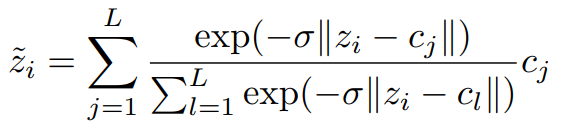 $$\tilde{z}_i = \sum_{j=1}^{L} \frac{\exp(-\sigma \| z_i - c_j \|)}{\sum_{l=1}^{L} \exp(-\sigma \| z_i - c_l \|)} c_j$$